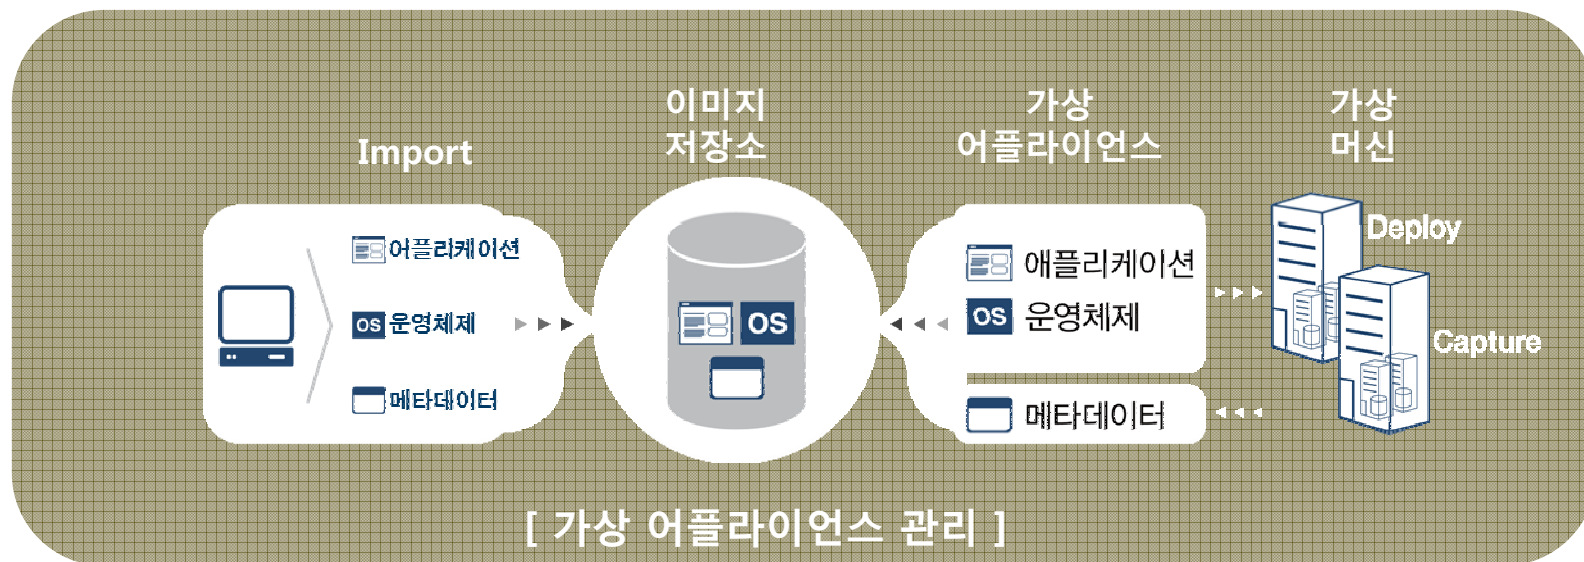 Import
어플리케이션
OS 운영체제
메타데이터
이미지
저장소
OS
가상
어플라이언스
애플리케이션
OS 운영체제
메타데이터
가상
머신
Deploy
Capture
[ 가상 어플라이언스 관리 ]